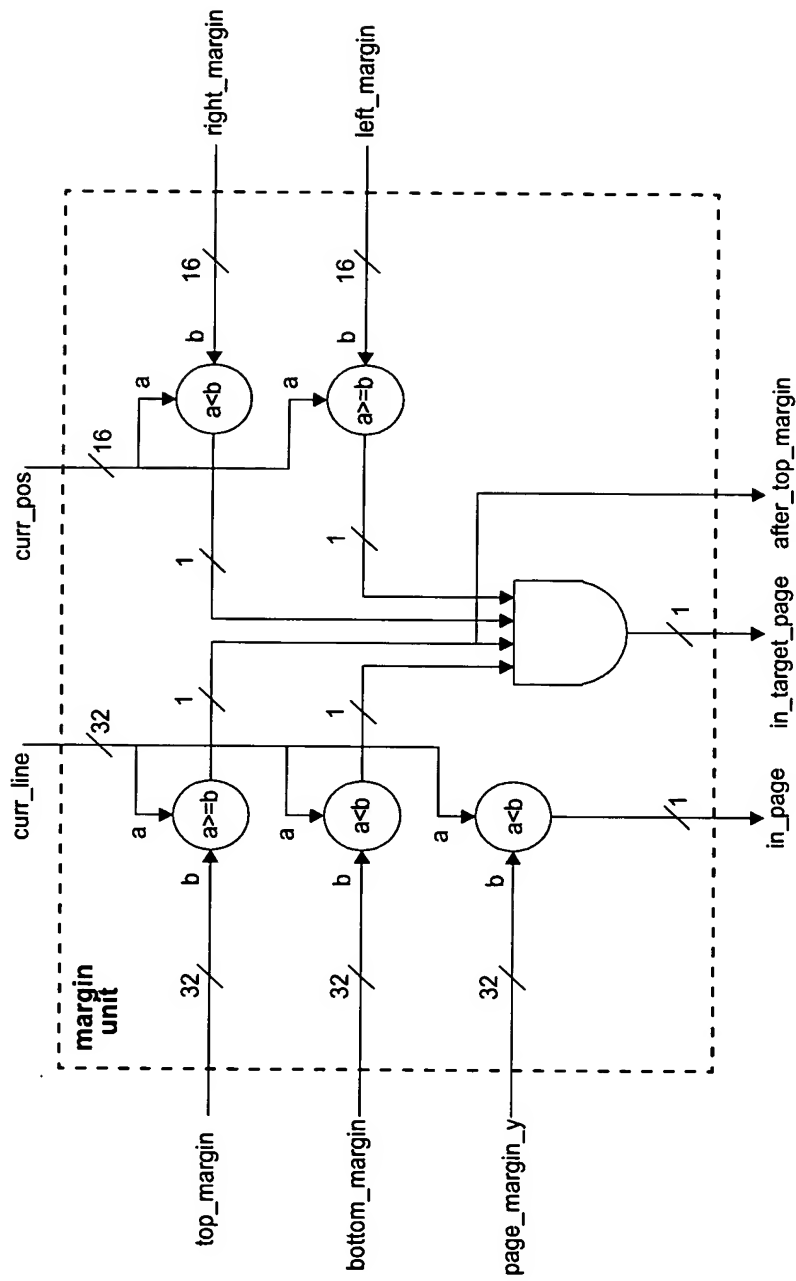 curr_line
curr_pos
margin
unit
32
16
top_margin
32
b
a
a>=b
1
a
a<b
b
16
right_margin
1
bottom_margin
32
b
a
a<b
1
a
a>=b
b
16
left_margin
1
page_margin_y
32
b
a
a<b
1
1
in_page
in_target_page
after_top_margin